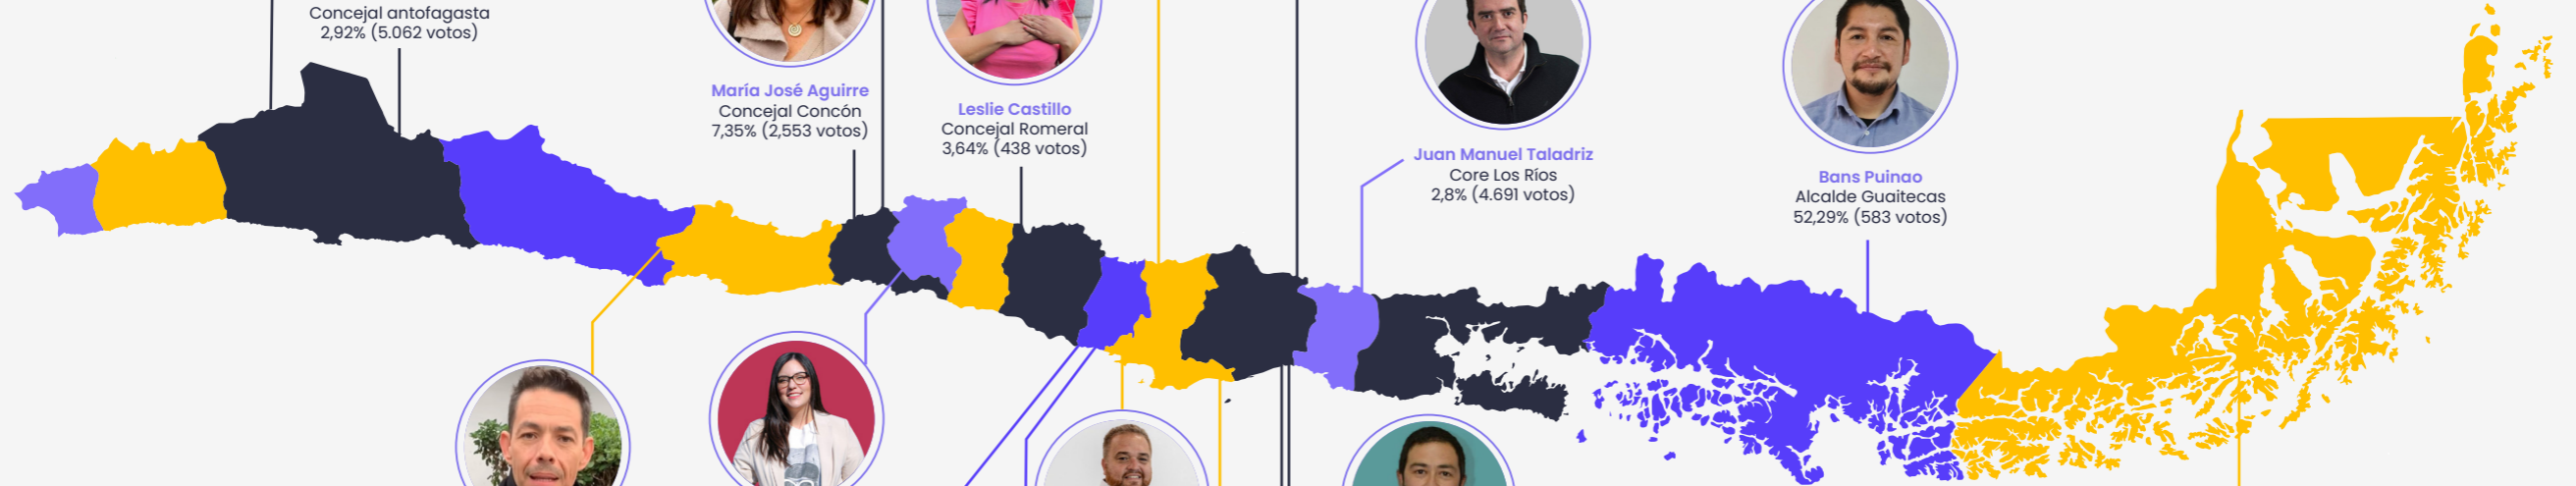 Concejal antofagasta
2,92% (5.062 votos)
María José Aguirre
Concejal Concón
7,35% (2,553 votos)
Leslie Castillo
Concejal Romeral
3,64% (438 votos)
Juan Manuel Taladriz
Core Los Ríos
2,8% (4.691 votos)
Bans Puinao
Alcalde Guaitecas
52,29% (583 votos)